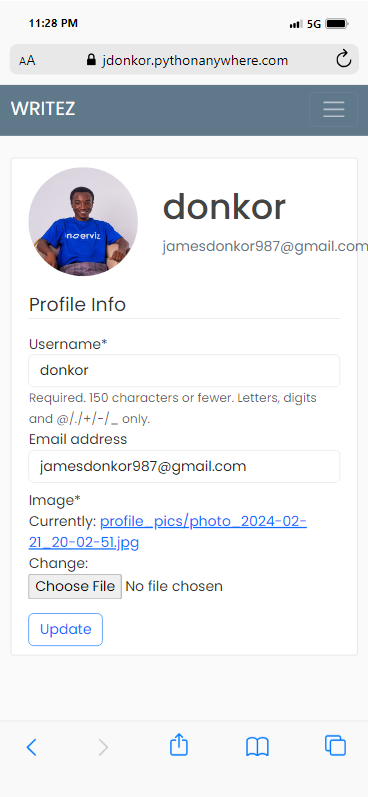 11:28 PM 5G
AA jdonkor.pythonanywhere.com
WRITEZ
donkor
jamesdonkor987@gmail.com
Profile Info
Username*
donkor
Required. 150 characters or fewer. Letters, digits
and @/./+/-/_ only.
Email address
jamesdonkor987@gmail.com
Image*
Currently: profile_pics/photo_2024-02-
21_20-02-51.jpg
Change:
Choose File No file chosen
Update